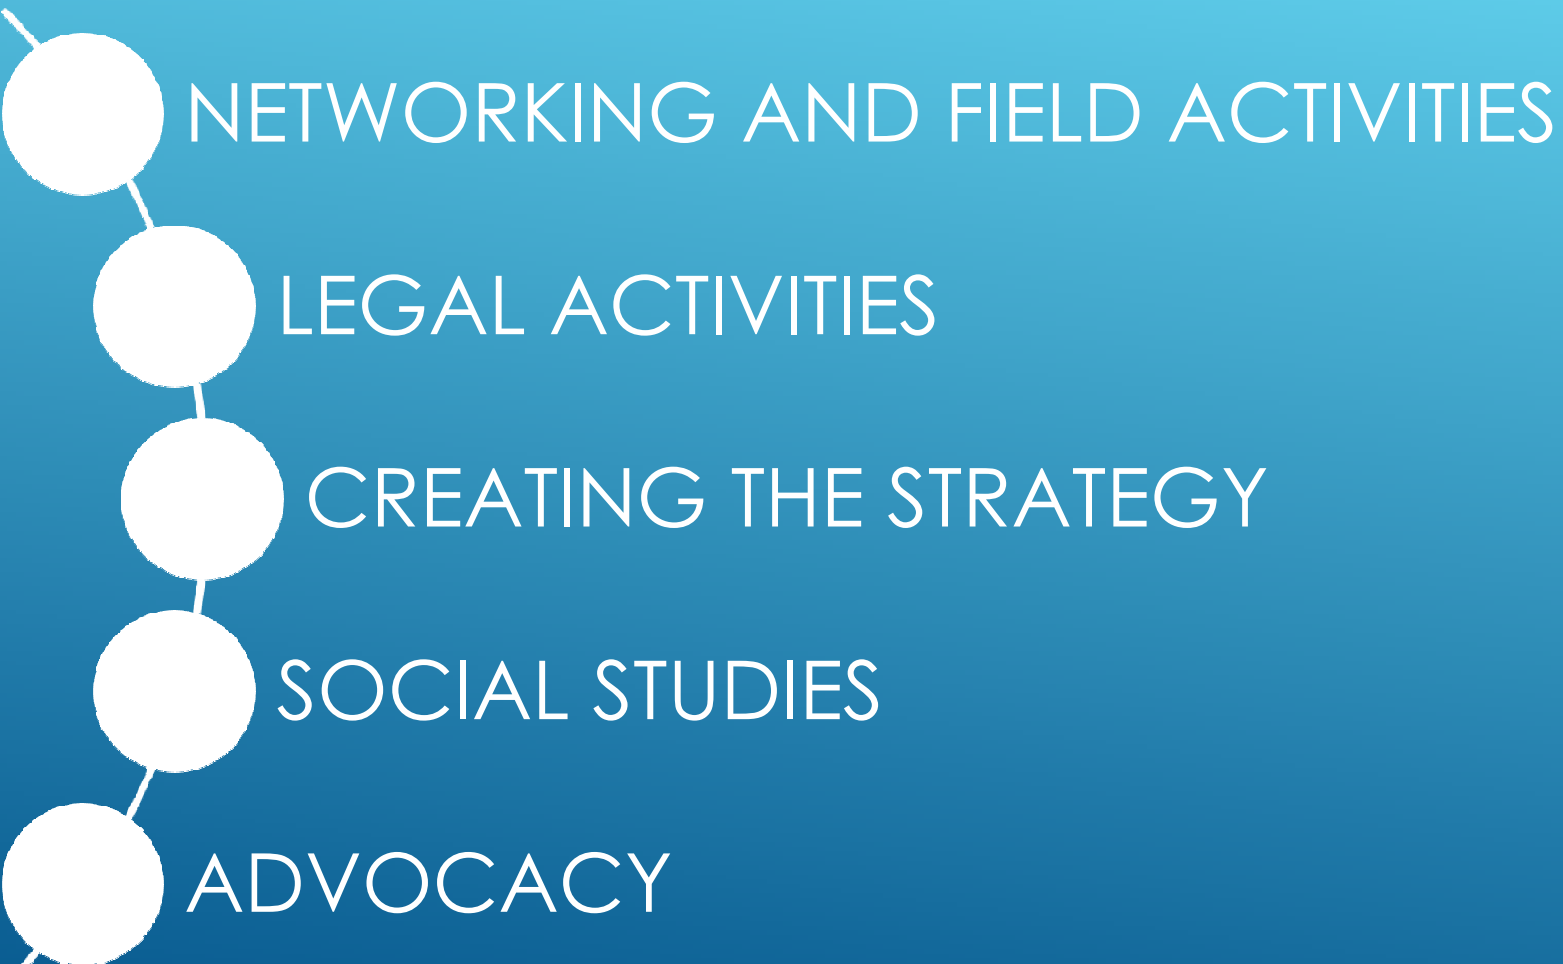 NETWORKING AND FIELD ACTIVITIES
LEGAL ACTIVITIES
CREATING THE STRATEGY
SOCIAL STUDIES
ADVOCACY